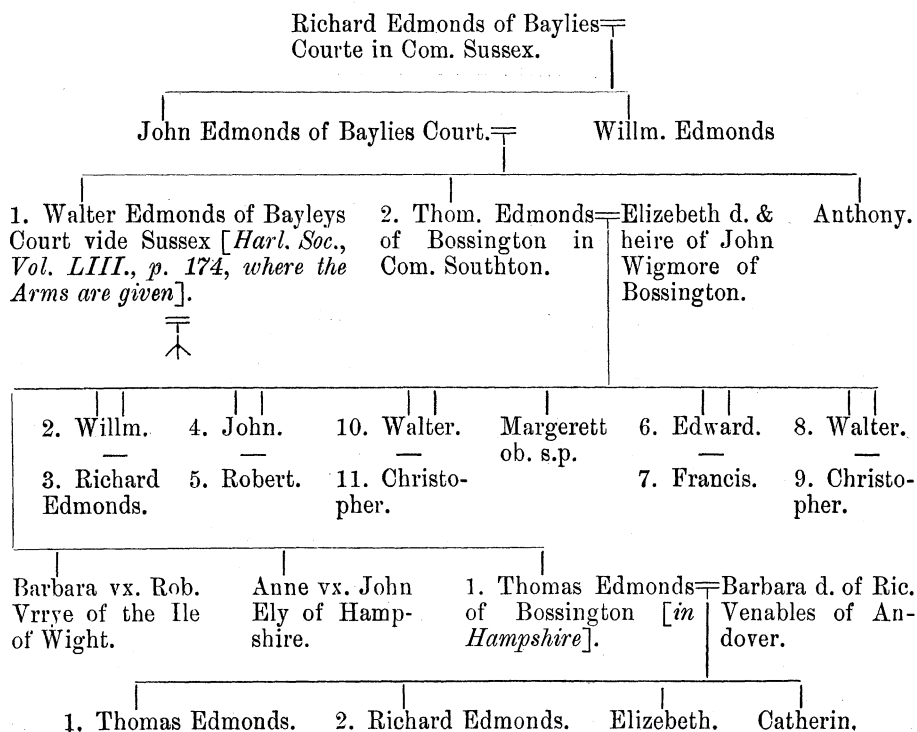 Richard Edmonds of Baylies
Courte in Com. Sussex.
John Edmonds of Baylies Court.
Willm. Edmonds
1. Walter Edmonds of Bayleys
Court vide Sussex [Harl. Soc.,
Vol. LIII., p. 174, where the
Arms are given].
2. Thom. Edmonds
of Bossington in
Com. Southton.
Elizebeth d. &
heire of John
Wigmore of
Bossington.
Anthony.
2. Willm.
3. Richard
Edmonds.
4. John.
5. Robert.
10. Walter.
11. Christo-
pher.
Margerett
ob. s.p.
6. Edward.
7. Francis.
8. Walter.
9. Christo-
pher.
Barbara vx. Rob.
Vrrye of the Ile
of Wight.
Anne vx. John
Ely of Hamp-
shire.
1. Thomas Edmonds
of Bossington [in
Hampshire].
Barbara d. of Ric.
Venables of An-
dover.
1. Thomas Edmonds.
2. Richard Edmonds.
Elizebeth.
Catherin.